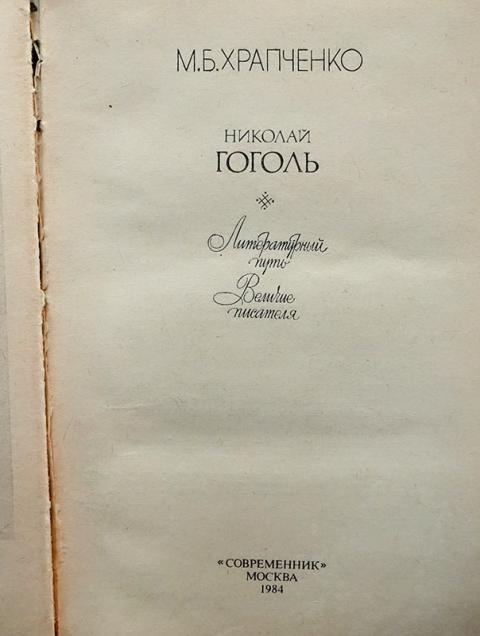 М.Б.ХРАПЧЕНКО
НИКОЛАЙ
ГОГОЛЬ
Литературный
путь
Величие
писателя
«СОВРЕМЕННИК»
МОСКВА
1984